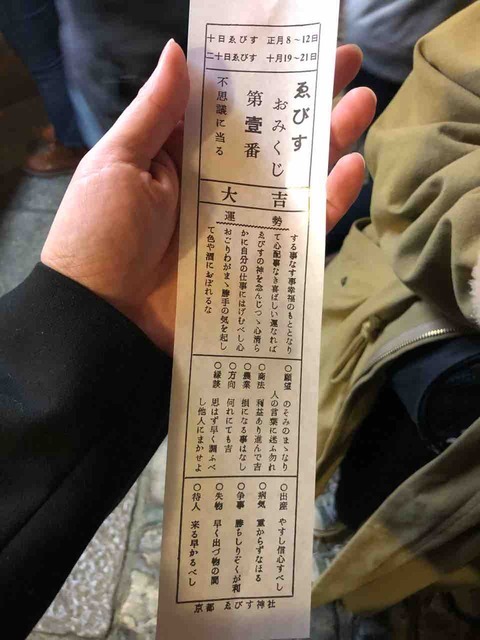 十日ゑびす 正月8~12日
二十日ゑびす 十月19~21日
ゑびす
おみくじ
第壹番
不思議に当る
大吉
運勢
する事なす事幸福のもととなり
て心配事なき喜ばしい運なれば
ゑびすの神を念んじつゝ心清ら
かに自分の仕事にはげむべし心
おごりわがまゝ勝手の気を起し
て色や酒におぼれるな
○願望 のぞみのまゝなり
人の言葉に迷ふ勿れ
○商法 利益あり進んで吉
○農業 損になる事はなし
○方向 何れにても吉
○縁談 思はず早く調ふべ
し他人にまかせよ
○出産 やすし信心すべし
○病気 重からずなほる
○争事 勝ちしりぞくが利
○失物 早く出づ物の間
○待人 来る早かるべし
京都 ゑびす神社